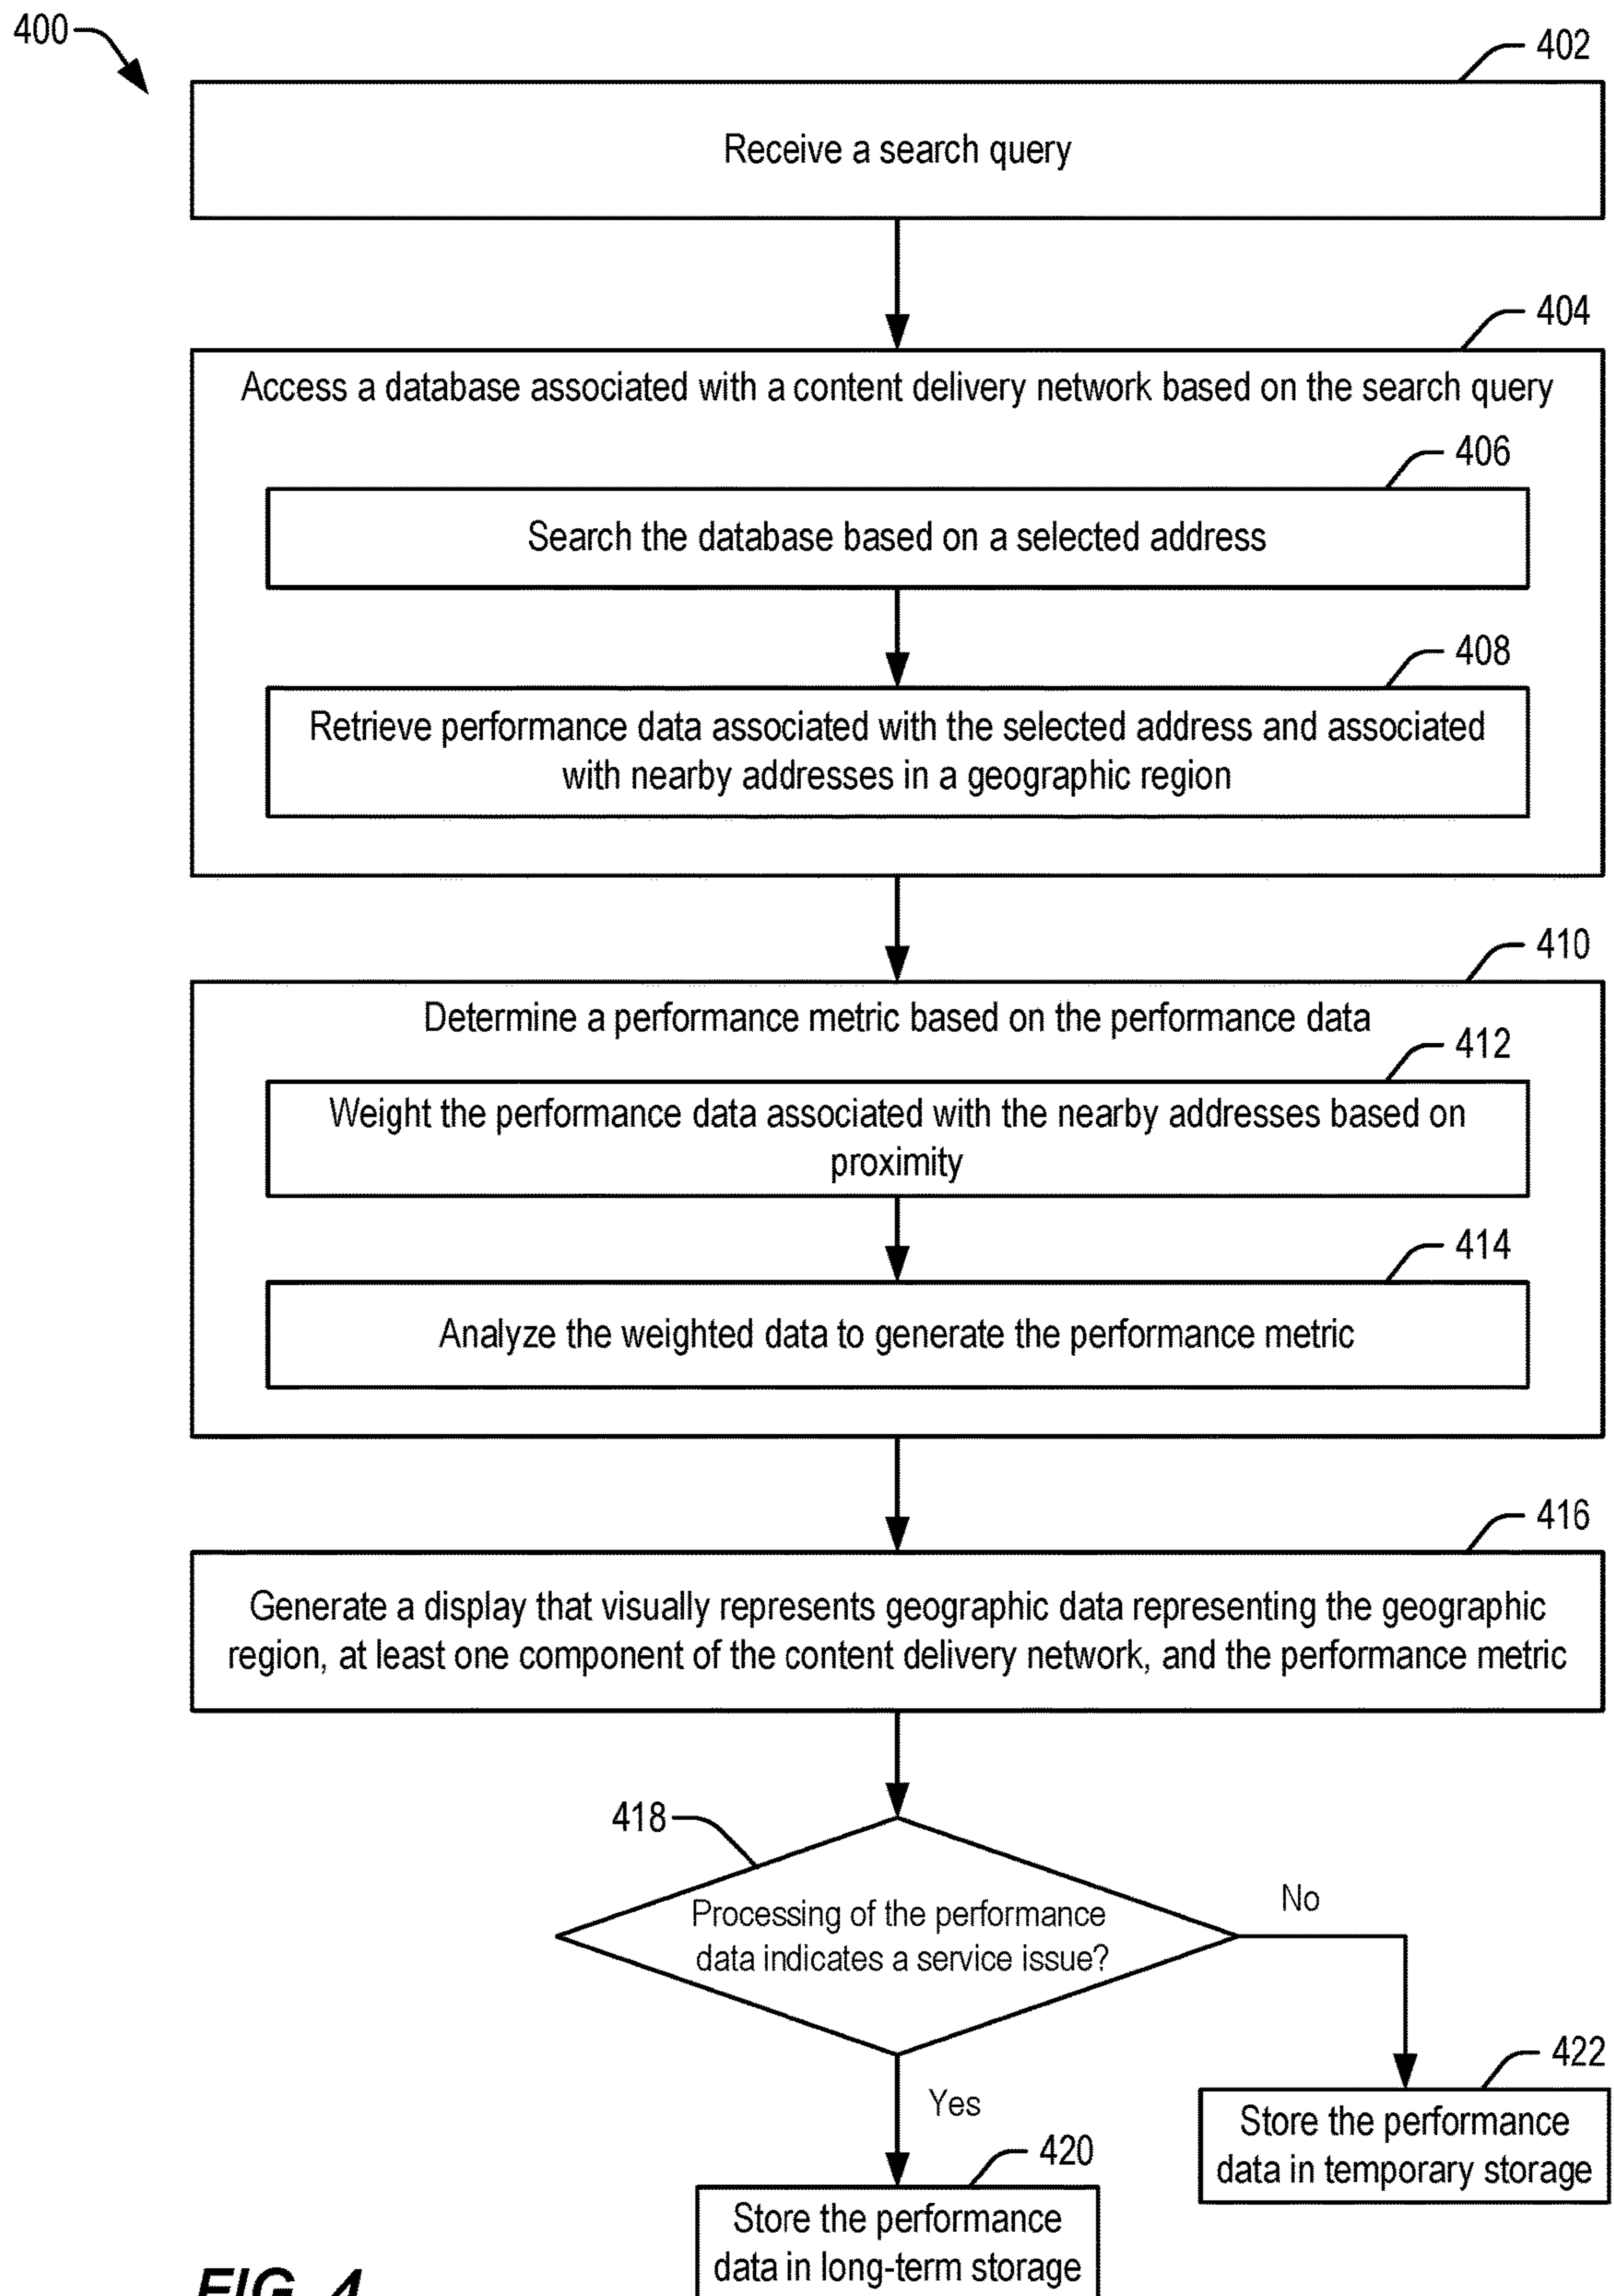 400
402
Receive a search query
404
Access a database associated with a content delivery network based on the search query
406
Search the database based on a selected address
408
Retrieve performance data associated with the selected address and associated
with nearby addresses in a geographic region
410
Determine a performance metric based on the performance data
412
Weight the performance data associated with the nearby addresses based on
proximity
414
Analyze the weighted data to generate the performance metric
416
Generate a display that visually represents geographic data representing the geographic
region, at least one component of the content delivery network, and the performance metric
418
Processing of the performance
data indicates a service issue?
No
Yes
422
Store the performance
data in temporary storage
420
Store the performance
data in long-term storage
FIG. 4